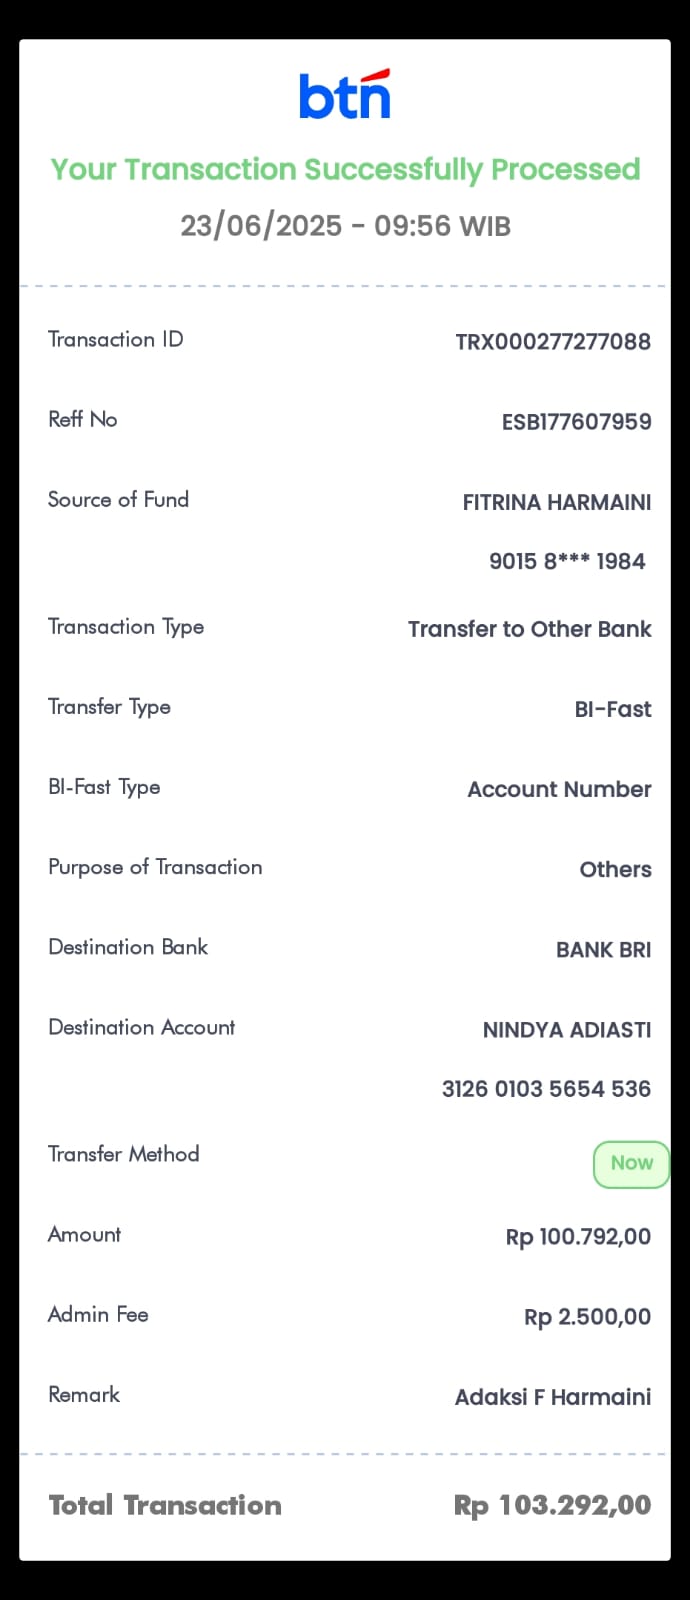 btn
Your Transaction Successfully Processed
23/06/2025 - 09:56 WIB
Transaction ID TRX000277277088
Reff No ESB177607959
Source of Fund FITRINA HARMAINI
9015 8*** 1984
Transaction Type Transfer to Other Bank
Transfer Type BI-Fast
BI-Fast Type Account Number
Purpose of Transaction Others
Destination Bank BANK BRI
Destination Account NINDYA ADIASTI
3126 0103 5654 536
Transfer Method Now
Amount Rp 100.792,00
Admin Fee Rp 2.500,00
Remark Adaksi F Harmaini
Total Transaction Rp 103.292,00